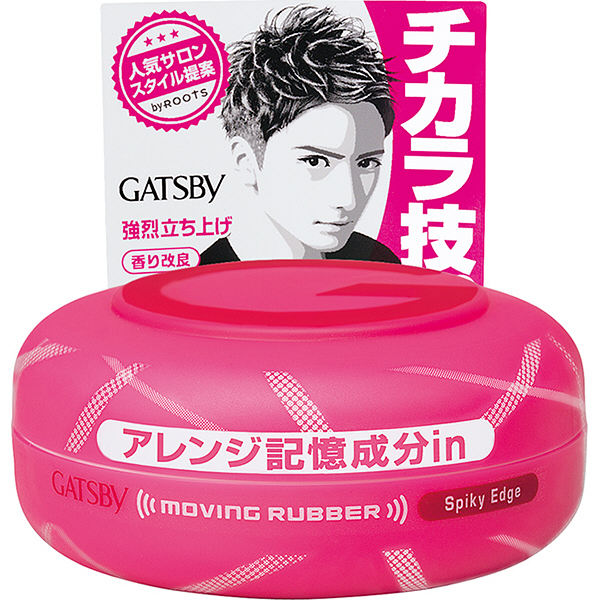 ★★★
人気サロン
スタイル提案
byROOTS
チカラ技
GATSBY
強烈立ち上げ
香り改良
アレンジ記憶成分in
GATSBY
MOVING RUBBER
Spiky Edge